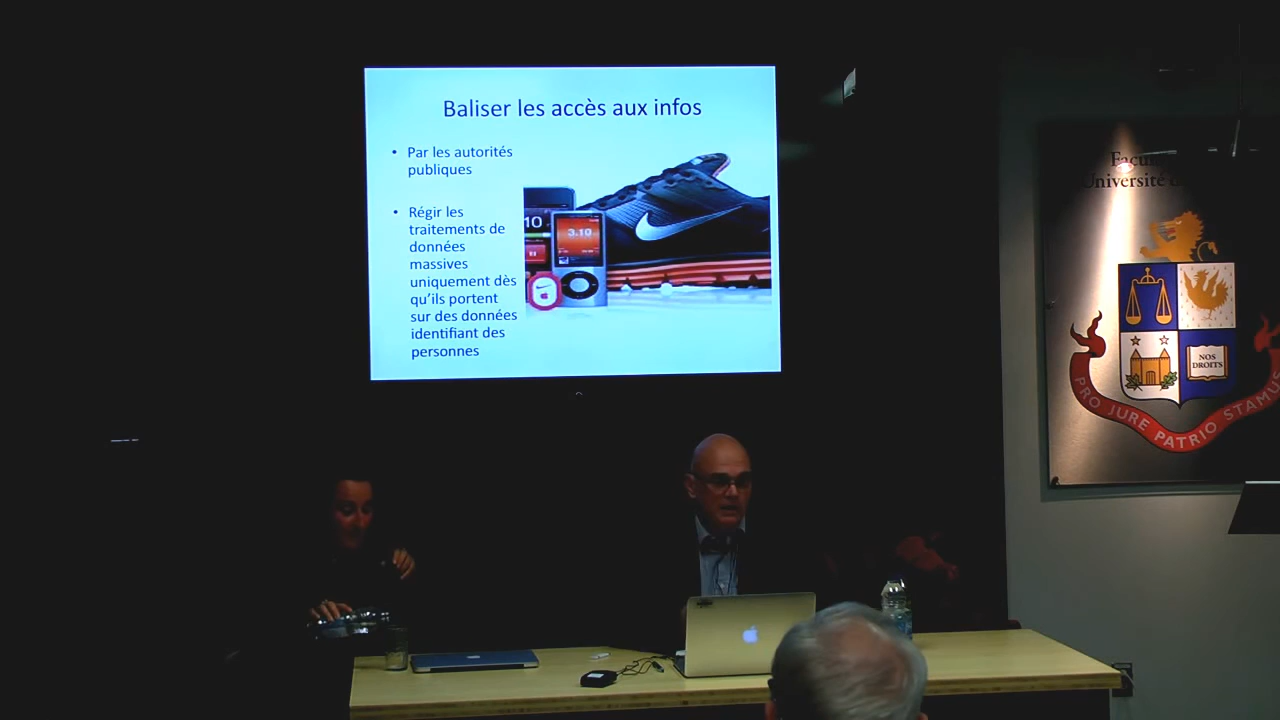 Baliser les accès aux infos
• Par les autorités
publiques
• Régir les
traitements de
données
massives
uniquement dès
qu'ils portent
sur des données
identifiant des
personnes
10
3.10
Université
NOS
DROITS
PRO JURE PATRIO STAMUS